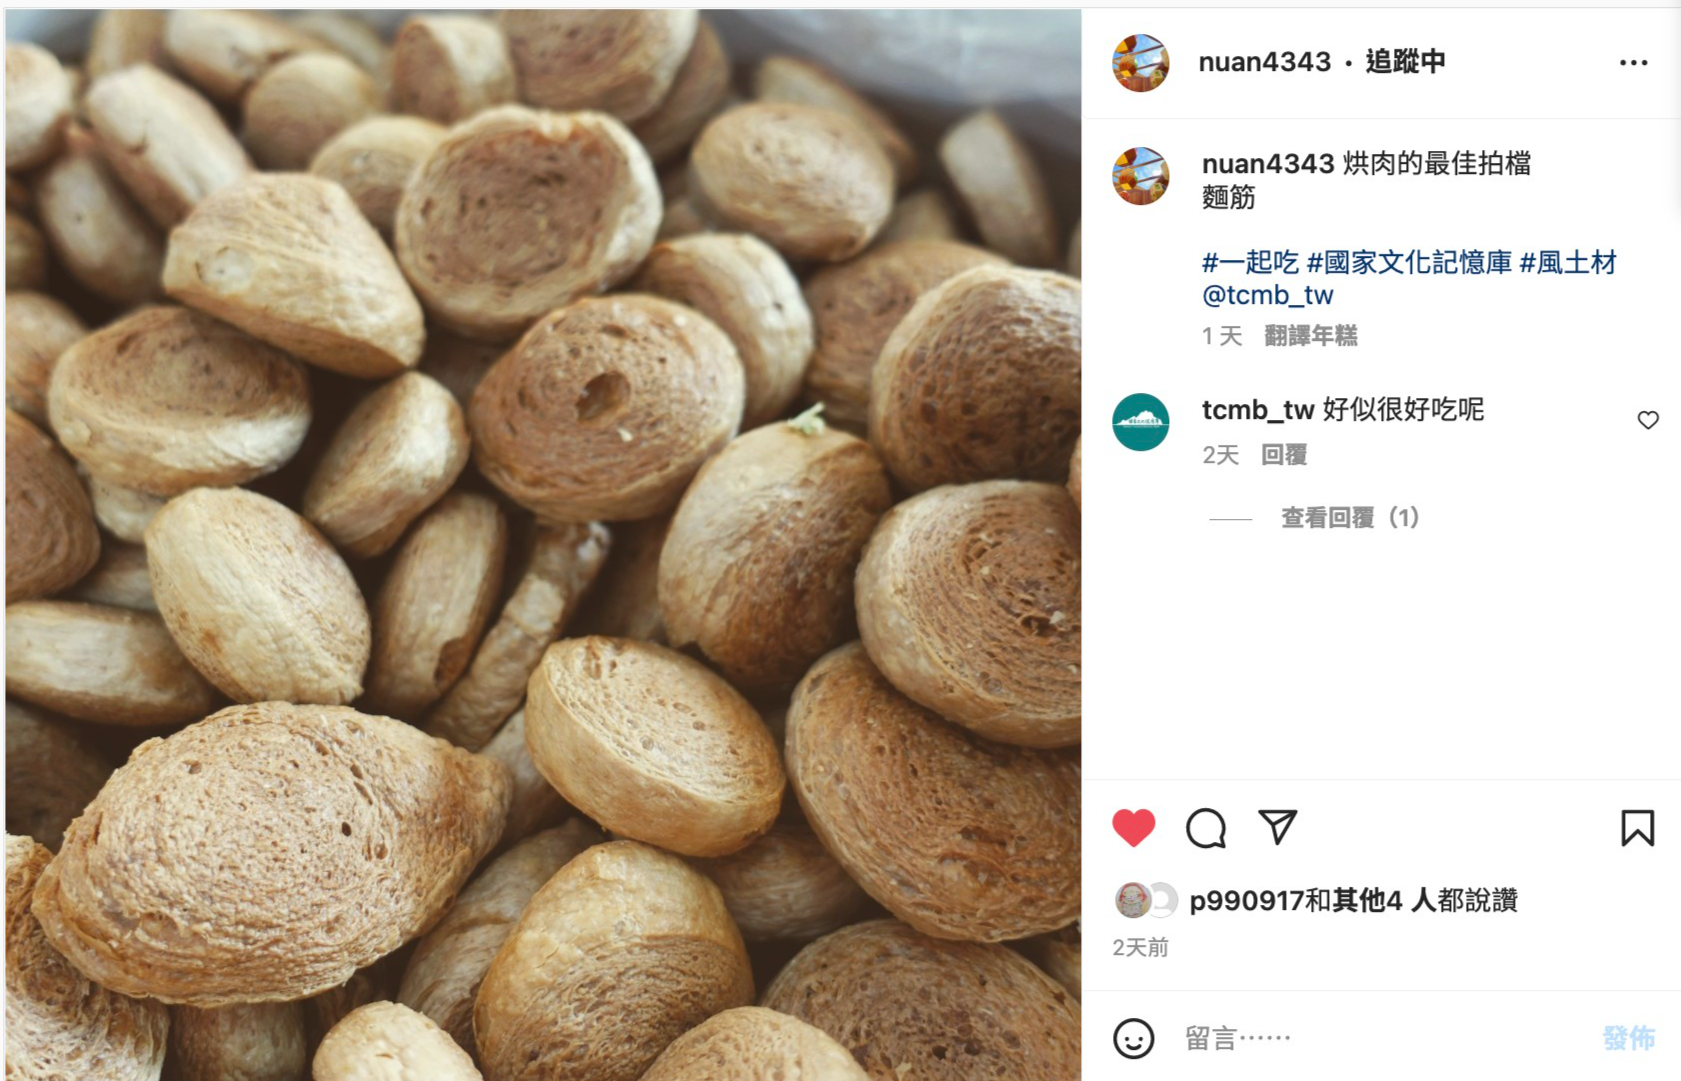 nuan4343 • 追蹤中
nuan4343 烘肉的最佳拍檔
麵筋
#一起吃 #國家文化記憶庫 #風土材
@tcmb_tw
1 天 翻譯年糕
tcmb_tw 好似很好吃呢
2天 回覆
查看回覆（1）
p990917和其他4 人都說讚
2天前
留言⋯⋯
發佈